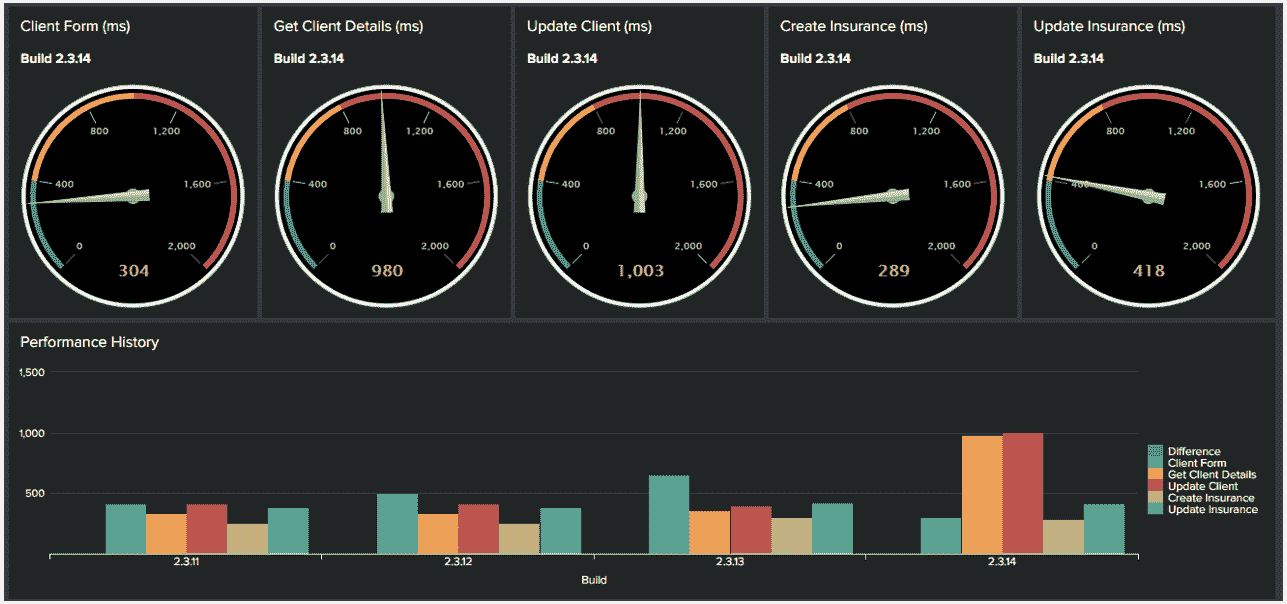 Client Form (ms)
Build 2.3.14
800
1,200
400
1,600
0
2,000
304
Get Client Details (ms)
Build 2.3.14
800
1,200
400
1,600
0
2,000
980
Update Client (ms)
Build 2.3.14
800
1,200
400
1,600
0
2,000
1,003
Create Insurance (ms)
Build 2.3.14
800
1,200
400
1,600
0
2,000
289
Update Insurance (ms)
Build 2.3.14
800
1,200
400
1,600
0
2,000
418
Performance History
1,500
1,000
500
2.3.11
2.3.12
2.3.13
2.3.14
Build
Difference
Client Form
Get Client Details
Update Client
Create Insurance
Update Insurance